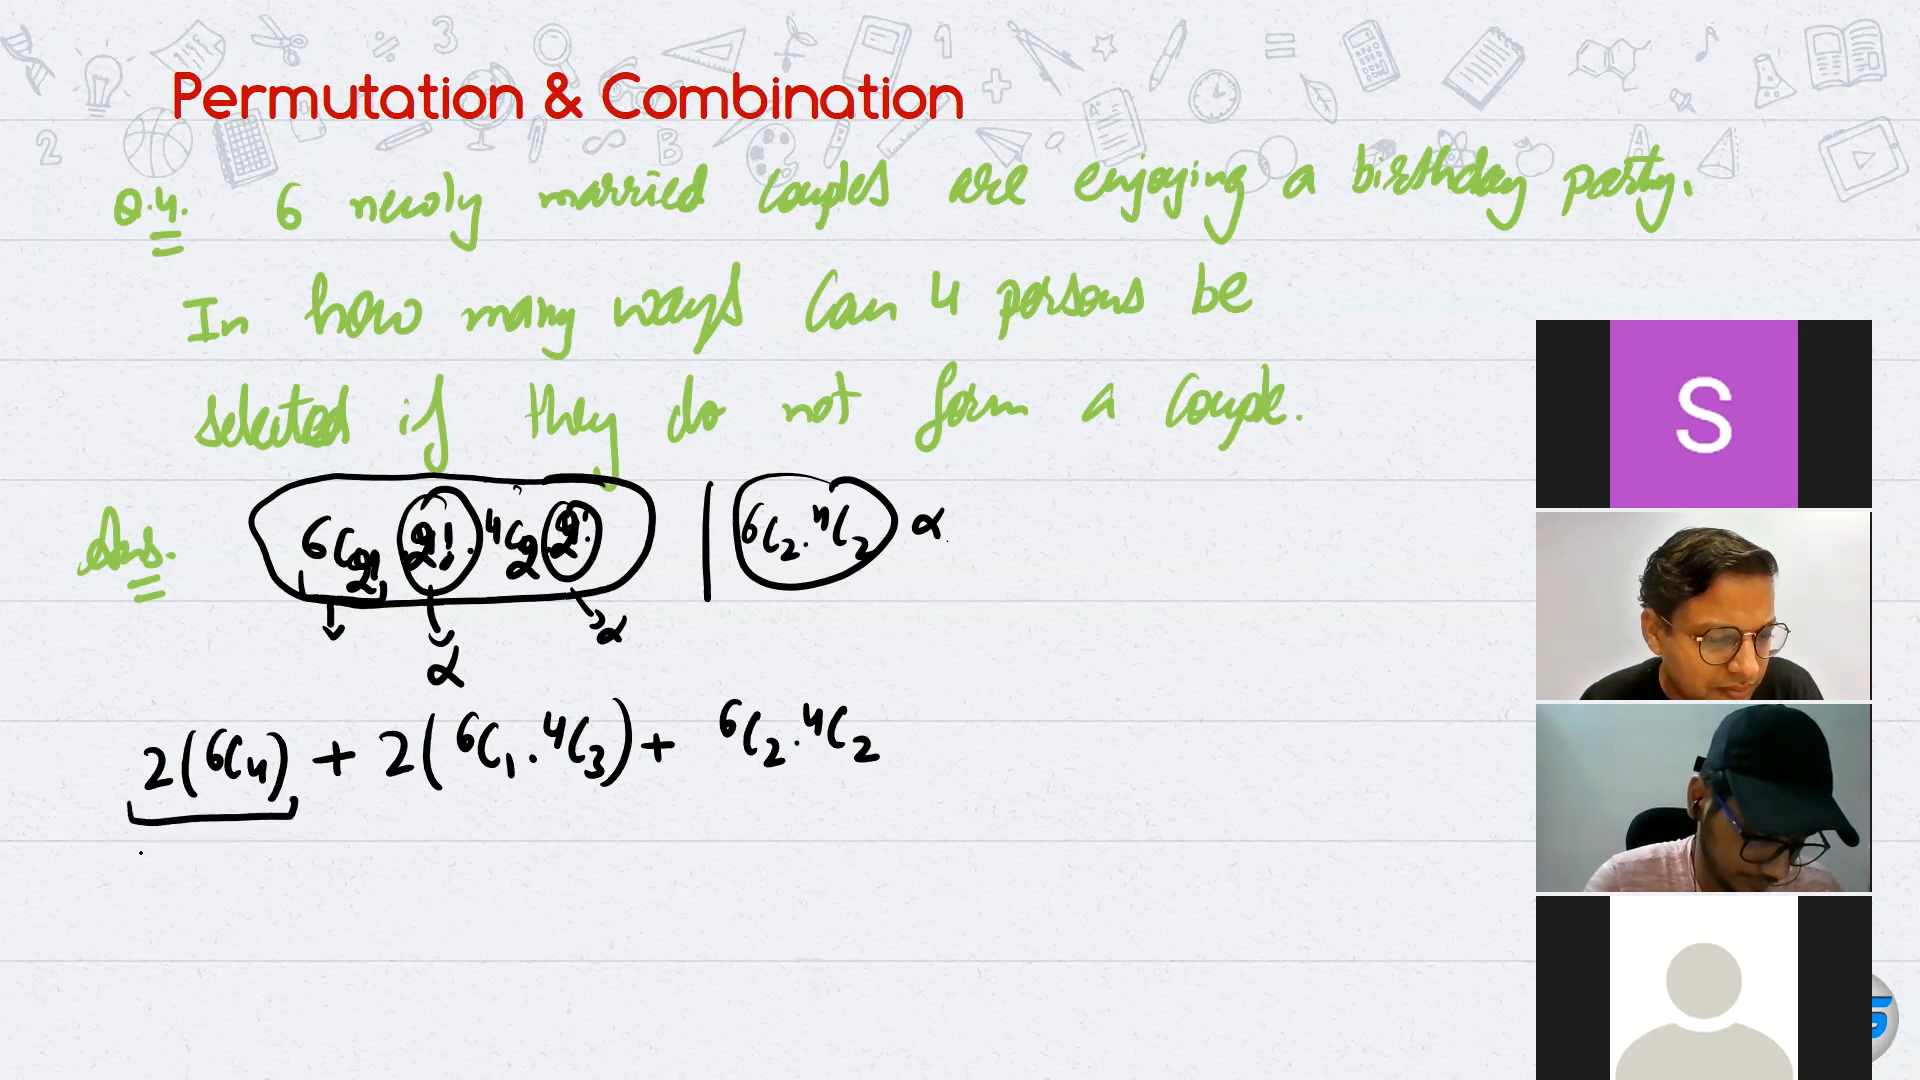 Permutation & Combination
Q.4. 6 newly married couples are enjoying a birthday party.
In how many ways can 4 persons be
selected if they do not form a couple.
Ans. 6C2! 2! . 4C2 2! | 6C2 . 4C2 α
α α
2(6C4) + 2(6C1 . 4C3) + 6C2 . 4C2
S